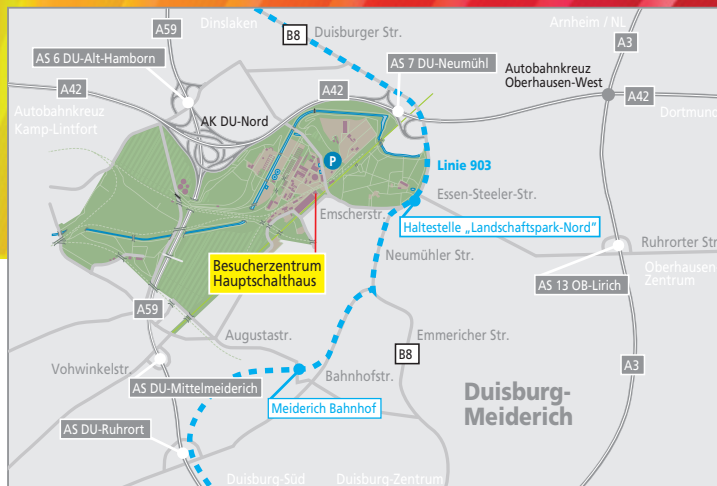 A59
Dinslaken
B8
Duisburger Str.
Arnheim / NL
A3
AS 6 DU-Alt-Hamborn
AS 7 DU-Neumühl
Autobahnkreuz
Oberhausen-West
A42
A42
A42
Autobahnkreuz
Kamp-Lintfort
AK DU-Nord
Dortmund
P
Linie 903
Essen-Steeler-Str.
Emscherstr.
Haltestelle „Landschaftspark-Nord“
Ruhrorter Str.
Neumühler Str.
Besucherzentrum
Hauptschalthaus
Oberhausen
Zentrum
AS 13 OB-Lirich
A59
Augustastr.
Emmericher Str.
B8
Vohwinkelstr.
Bahnhofstr.
A3
AS DU-Mittelmeiderich
Duisburg-
Meiderich
Meiderich Bahnhof
AS DU-Ruhrort
Duisburg-Süd
Duisburg-Zentrum